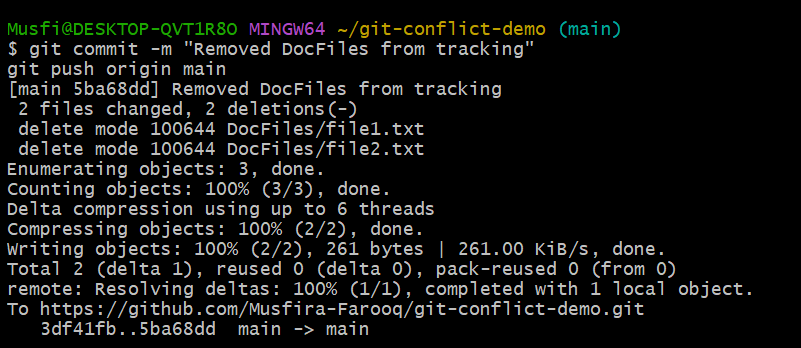 Musfi@DESKTOP-QVT1R8O MINGW64 ~/git-conflict-demo (main)
$ git commit -m "Removed DocFiles from tracking"
git push origin main
[main 5ba68dd] Removed DocFiles from tracking
 2 files changed, 2 deletions(-)
 delete mode 100644 DocFiles/file1.txt
 delete mode 100644 DocFiles/file2.txt
Enumerating objects: 3, done.
Counting objects: 100% (3/3), done.
Delta compression using up to 6 threads
Compressing objects: 100% (2/2), done.
Writing objects: 100% (2/2), 261 bytes | 261.00 KiB/s, done.
Total 2 (delta 1), reused 0 (delta 0), pack-reused 0 (from 0)
remote: Resolving deltas: 100% (1/1), completed with 1 local object.
To https://github.com/Musfira-Farooq/git-conflict-demo.git
   3df41fb..5ba68dd  main -> main